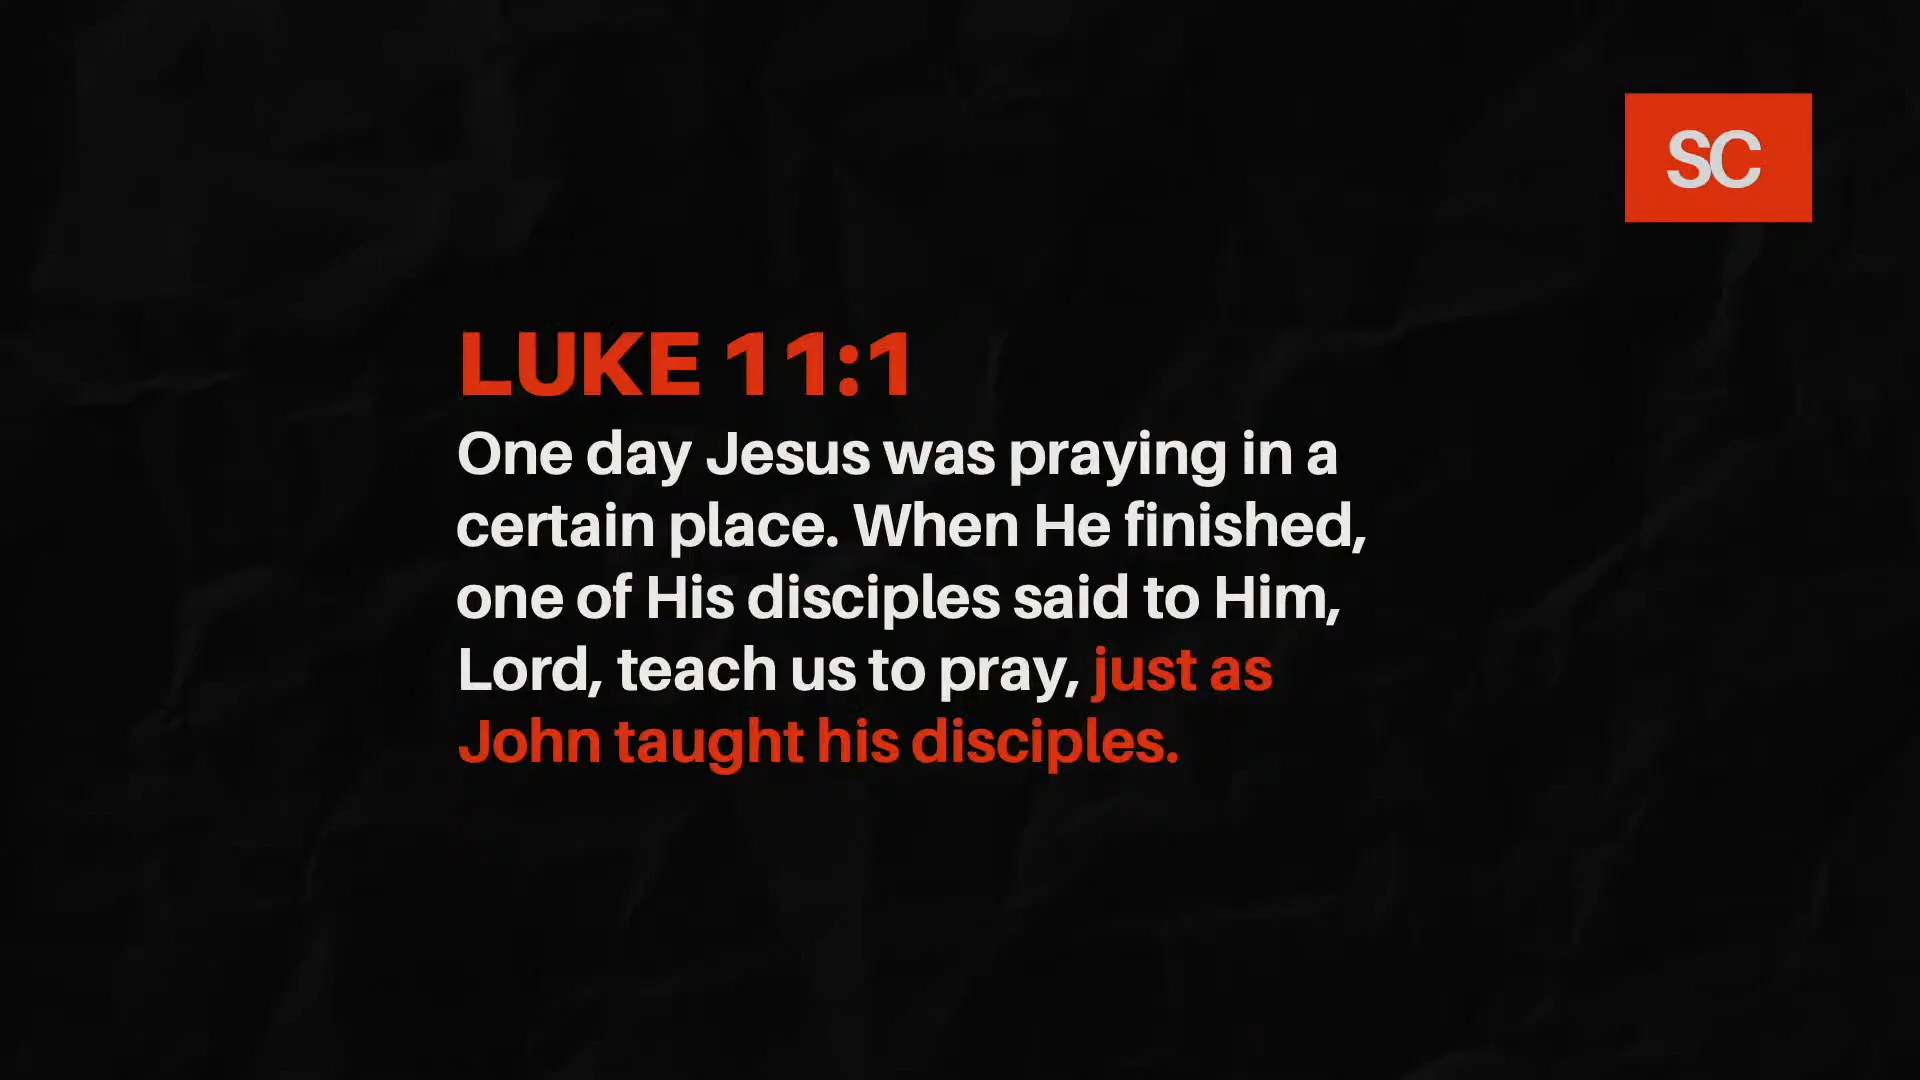 SC
LUKE 11:1
One day Jesus was praying in a
certain place. When He finished,
one of His disciples said to Him,
Lord, teach us to pray, just as
John taught his disciples.